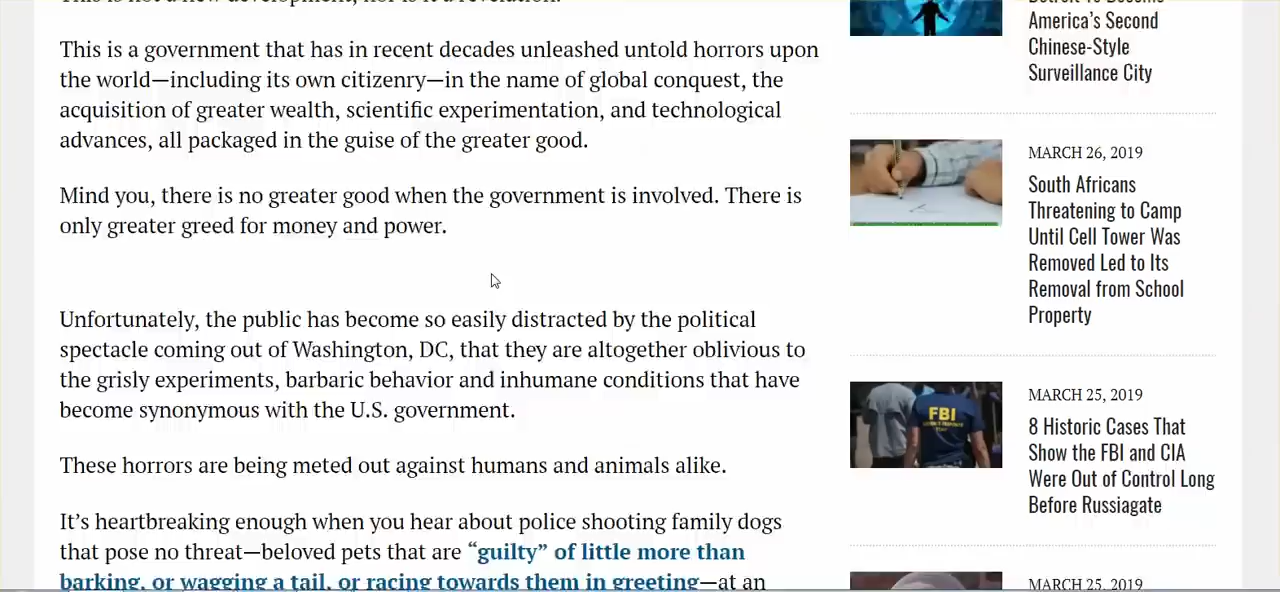 This is a government that has in recent decades unleashed untold horrors upon
the world—including its own citizenry—in the name of global conquest, the
acquisition of greater wealth, scientific experimentation, and technological
advances, all packaged in the guise of the greater good.
Mind you, there is no greater good when the government is involved. There is
only greater greed for money and power.
Unfortunately, the public has become so easily distracted by the political
spectacle coming out of Washington, DC, that they are altogether oblivious to
the grisly experiments, barbaric behavior and inhumane conditions that have
become synonymous with the U.S. government.
These horrors are being meted out against humans and animals alike.
It’s heartbreaking enough when you hear about police shooting family dogs
that pose no threat—beloved pets that are “guilty” of little more than
barking, or wagging a tail, or racing towards them in greeting—at an
America’s Second
Chinese-Style
Surveillance City
MARCH 26, 2019
South Africans
Threatening to Camp
Until Cell Tower Was
Removed Led to Its
Removal from School
Property
MARCH 25, 2019
FBI
8 Historic Cases That
Show the FBI and CIA
Were Out of Control Long
Before Russiagate
MARCH 25, 2019